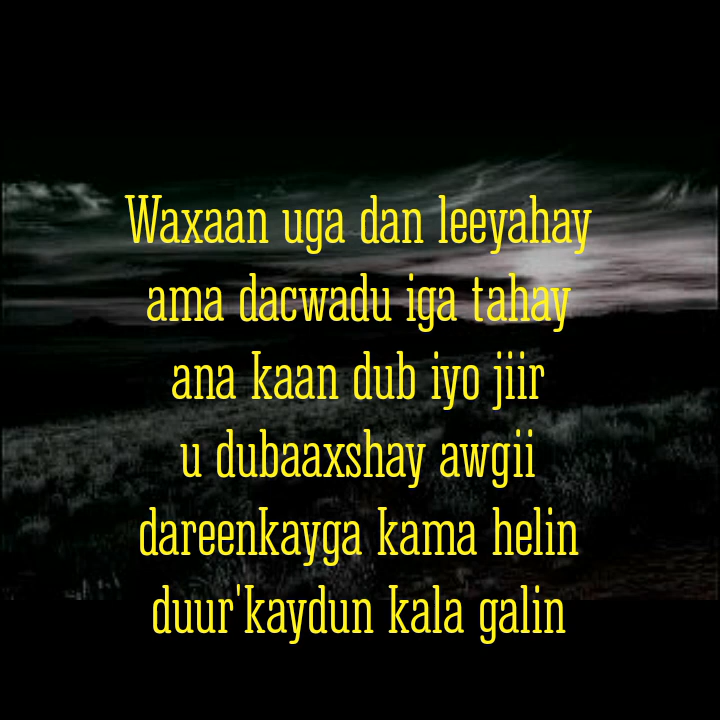 Waxaan uga dan leeyahay
ama dacwadu iga tahay
ana kaan dub iyo jiir
u dubaaxshay awgii
dareenkayga kama helin
duur'kaydun kala galin